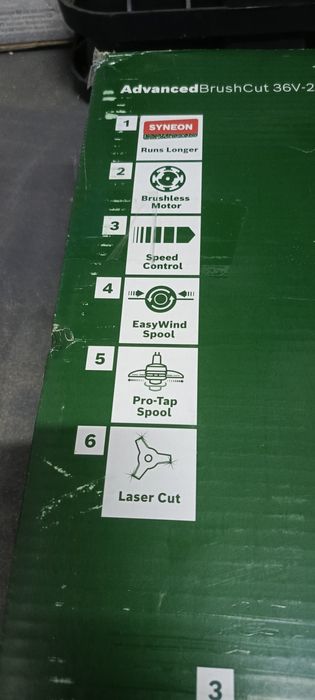 AdvancedBrushCut 36V-2
1
SYNEON
Runs Longer
2
Brushless
Motor
3
Speed
Control
4
EasyWind
Spool
5
Pro-Tap
Spool
6
Laser Cut
3